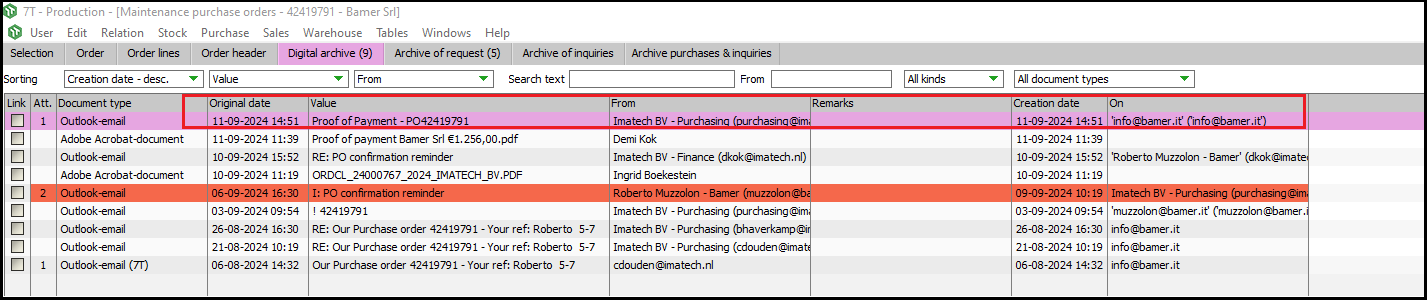 7T - Production - [Maintenance purchase orders - 42419791 - Bamer Srl]
User Edit Relation Stock Purchase Sales Warehouse Tables Windows Help
Selection Order Order lines Order header Digital archive (9) Archive of request (5) Archive of inquiries Archive purchases & inquiries
Sorting Creation date - desc. Value From Search text From All kinds All document types
Link Att. Document type Original date Value From Remarks Creation date On
1 Outlook-email 11-09-2024 14:51 Proof of Payment - PO42419791 Imatech BV - Purchasing (purchasing@ima 11-09-2024 14:51 'info@bamer.it' ('info@bamer.it')
Adobe Acrobat-document 11-09-2024 11:39 Proof of payment Bamer Srl €1.256,00.pdf Demi Kok 11-09-2024 11:39
Outlook-email 10-09-2024 15:52 RE: PO confirmation reminder Imatech BV - Finance (dkok@imatech.nl) 10-09-2024 15:52 'Roberto Muzzolon - Bamer' (dkok@imatec
Adobe Acrobat-document 10-09-2024 11:19 ORDCL_24000767_2024_IMATECH_BV.PDF Ingrid Boekestein 10-09-2024 11:19
2 Outlook-email 06-09-2024 16:30 I: PO confirmation reminder Roberto Muzzolon - Bamer (muzzolon@ba 09-09-2024 10:19 Imatech BV - Purchasing (purchasing@im
Outlook-email 03-09-2024 09:54 ! 42419791 Imatech BV - Purchasing (purchasing@ima 03-09-2024 09:54 'muzzolon@bamer.it' ('muzzolon@bamer.i
Outlook-email 26-08-2024 16:30 RE: Our Purchase order 42419791 - Your ref: Roberto 5-7 Imatech BV - Purchasing (bhaverkamp@i 26-08-2024 16:30 info@bamer.it
Outlook-email 21-08-2024 10:19 RE: Our Purchase order 42419791 - Your ref: Roberto 5-7 Imatech BV - Purchasing (cdouden@imate 21-08-2024 10:19 info@bamer.it
1 Outlook-email (7T) 06-08-2024 14:32 Our Purchase order 42419791 - Your ref: Roberto 5-7 cdouden@imatech.nl 06-08-2024 14:32 info@bamer.it